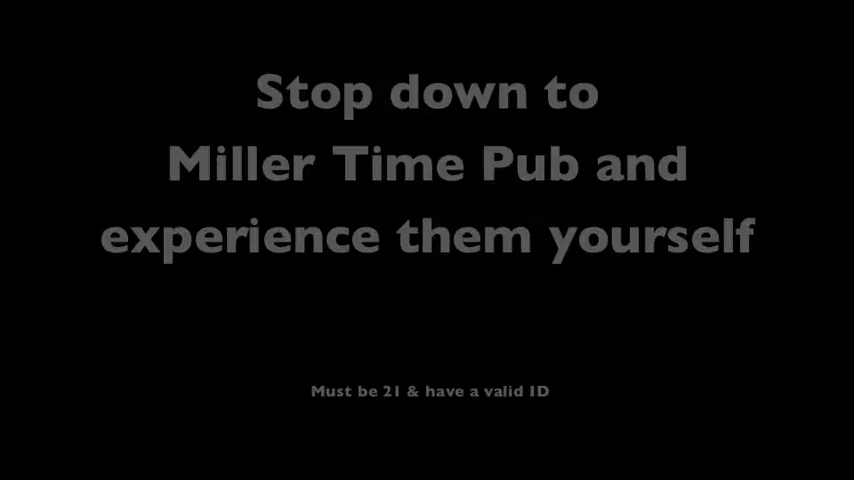 Stop down to
Miller Time Pub and
experience them yourself
Must be 21 & have a valid ID